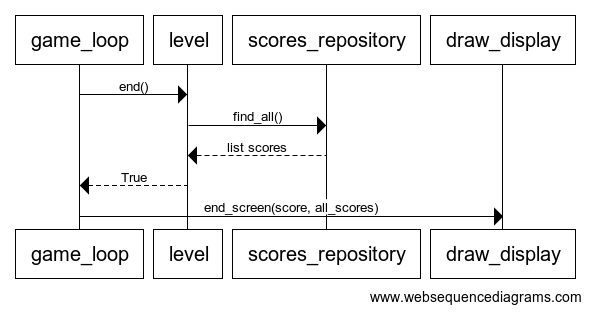 game_loop
level
scores_repository
draw_display
end()
find_all()
list scores
True
end_screen(score, all_scores)
game_loop
level
scores_repository
draw_display
www.websequencediagrams.com